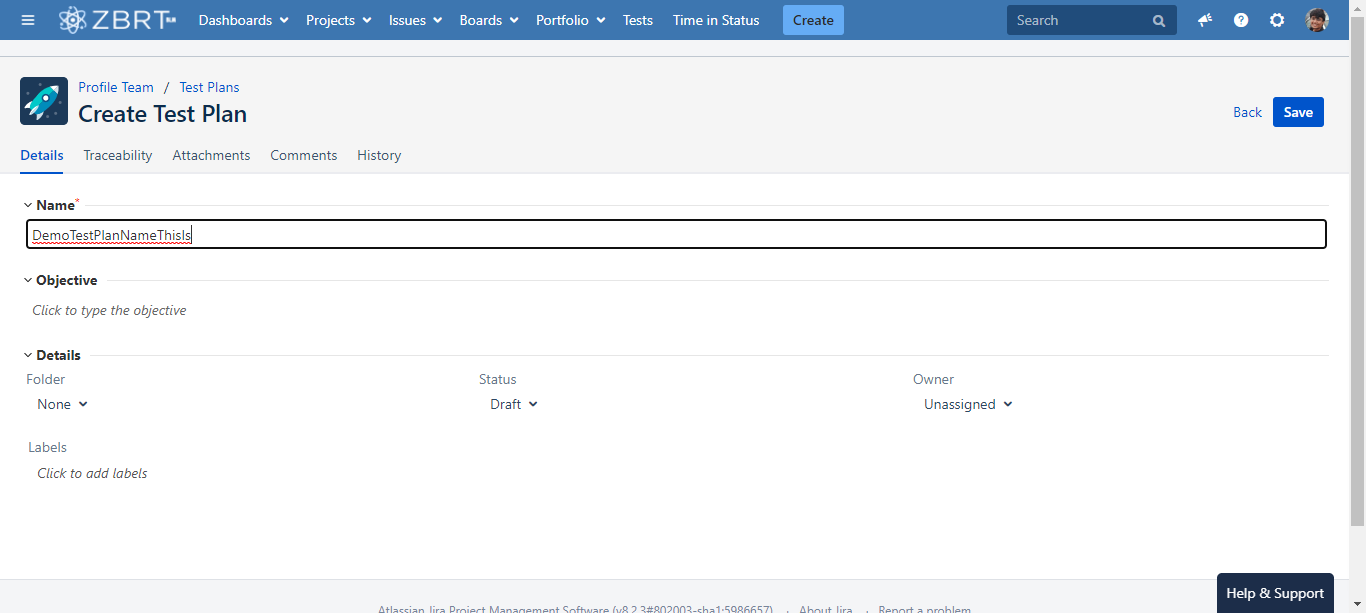 ZBRT Dashboards Projects Issues Boards Portfolio Tests Time in Status Create Search
Profile Team / Test Plans
Create Test Plan
Back Save
Details Traceability Attachments Comments History
Name*
DemoTestPlanNameThisIs
Objective
Click to type the objective
Details
Folder Status Owner
None Draft Unassigned
Labels
Click to add labels
Help & Support
Atlassian Jira Project Management Software (v8.2.3#802003-sha1:5986657) · About Jira · Report a problem